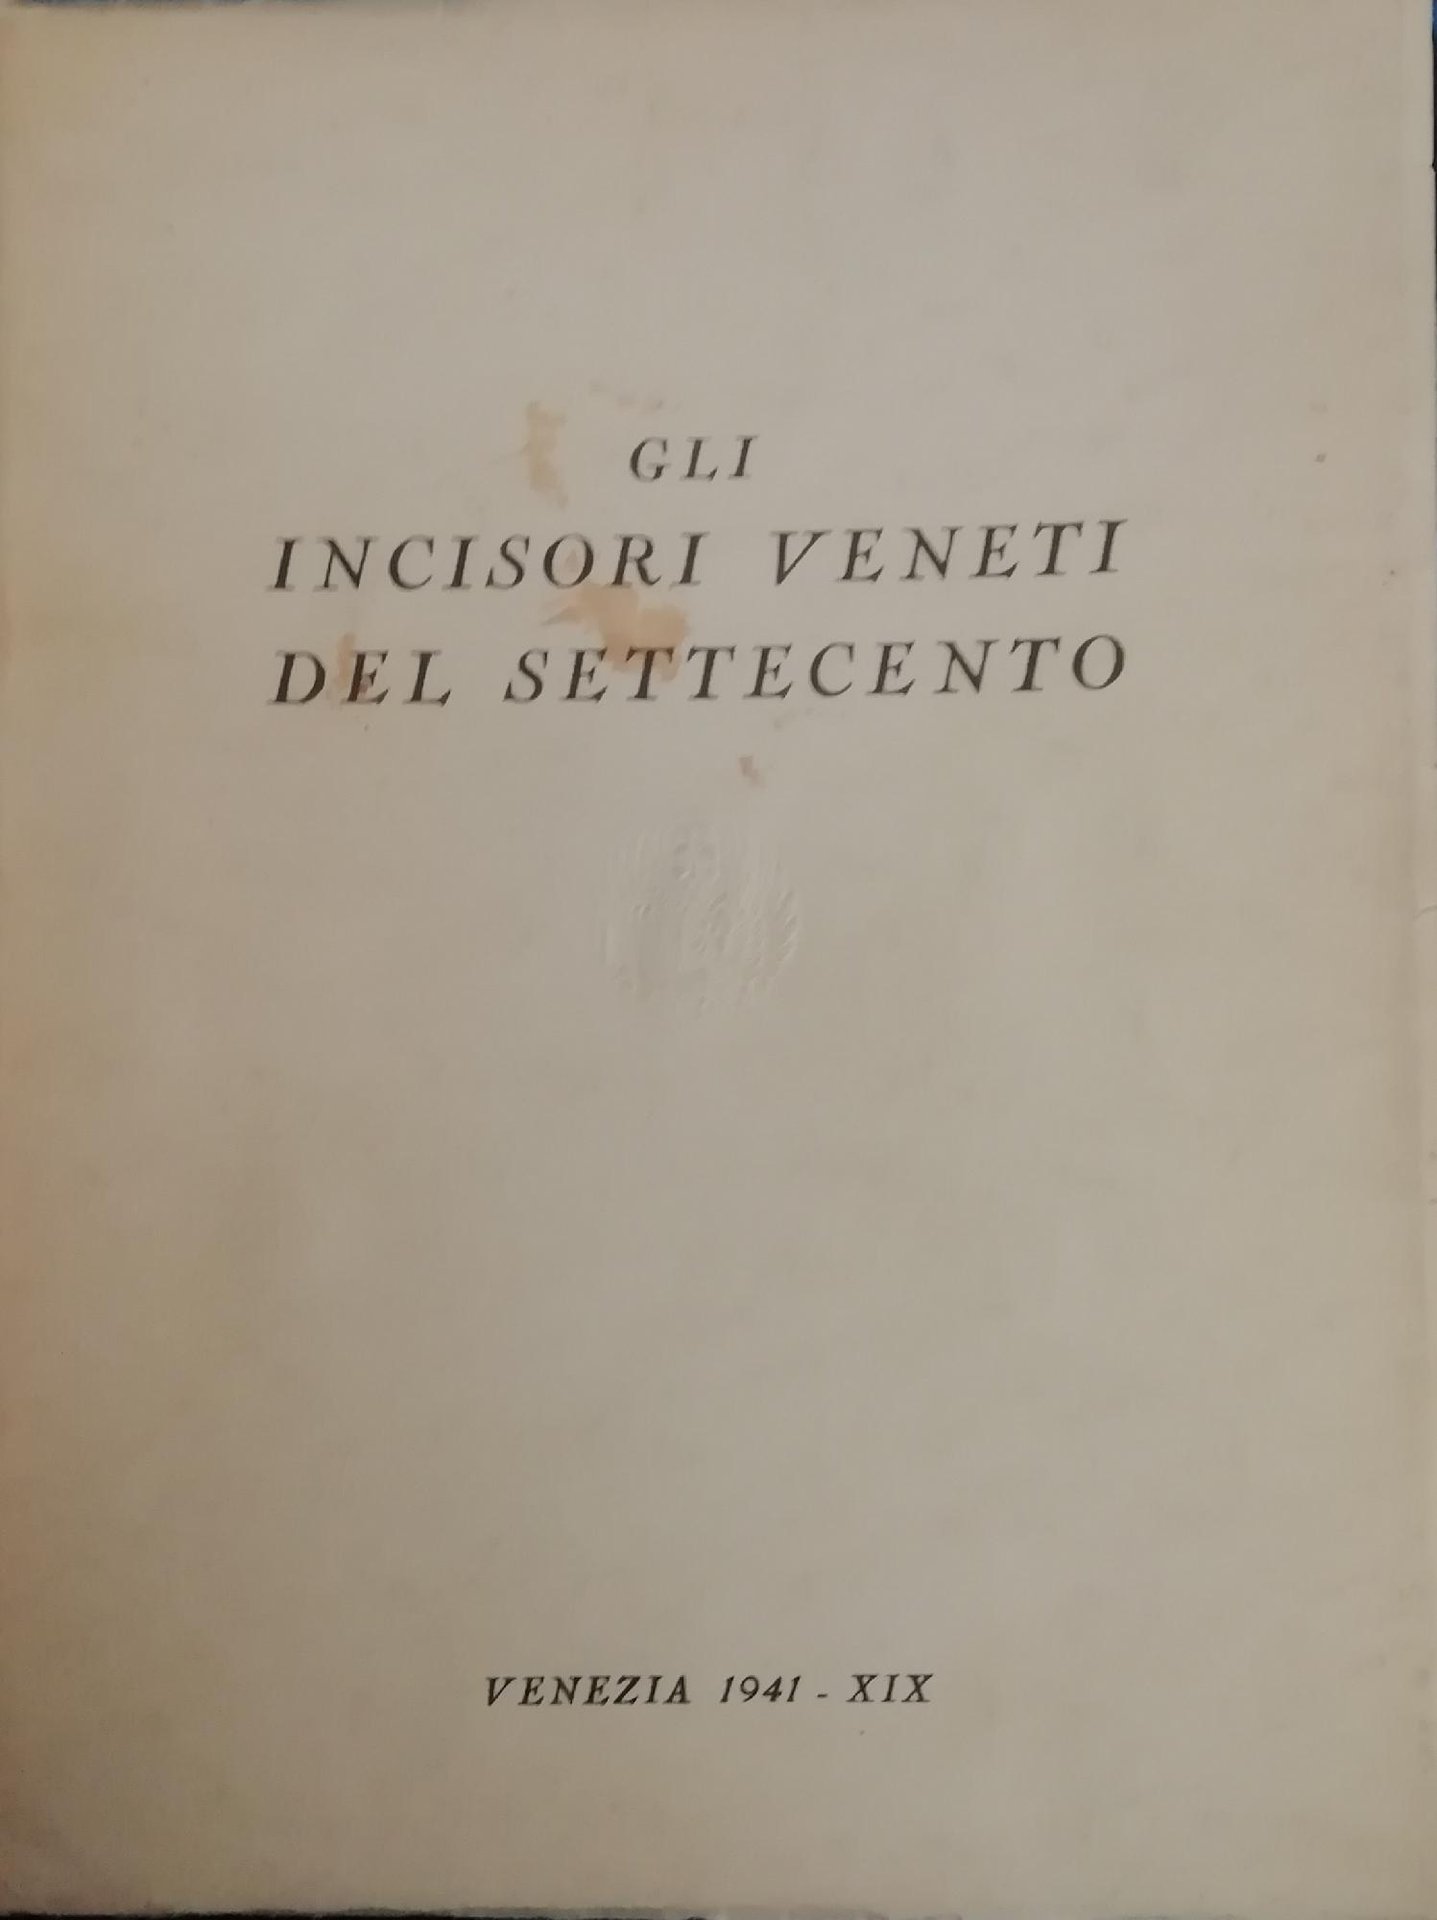 GLI
INCISORI VENETI
DEL SETTECENTO
VENEZIA 1941 - XIX